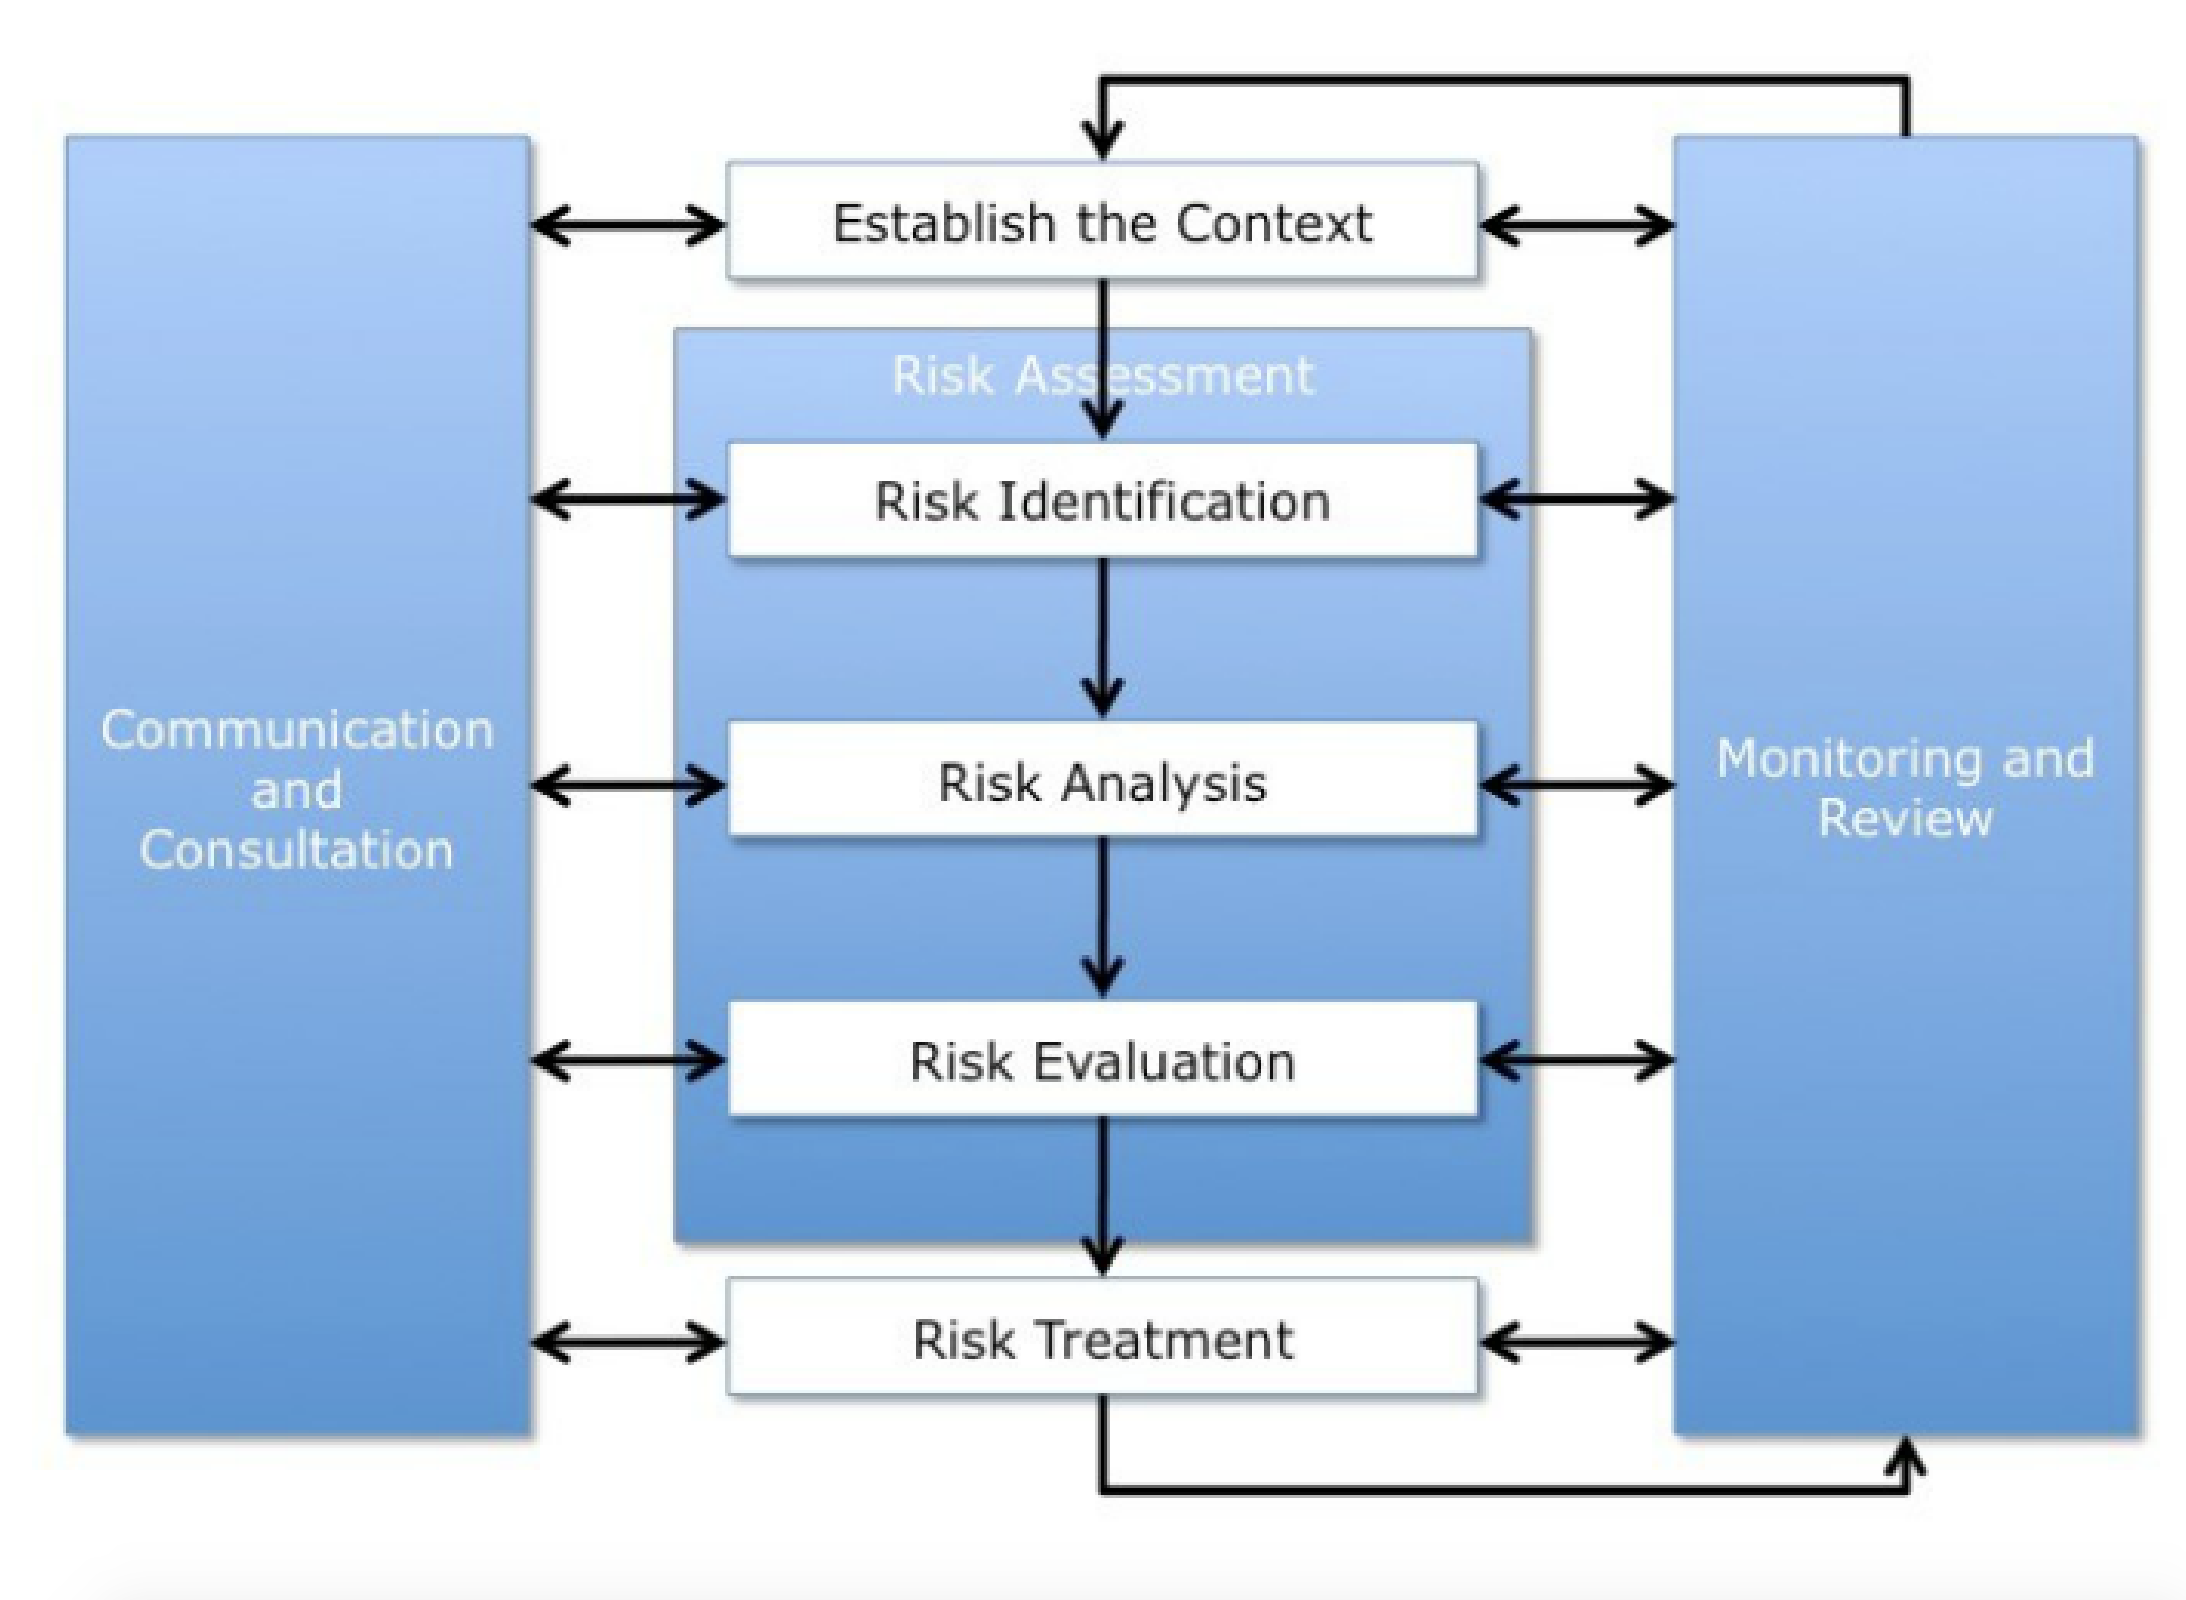 Establish the Context
Risk Assessment
Risk Identification
Risk Analysis
Risk Evaluation
Risk Treatment
Communication
and
Consultation
Monitoring and
Review